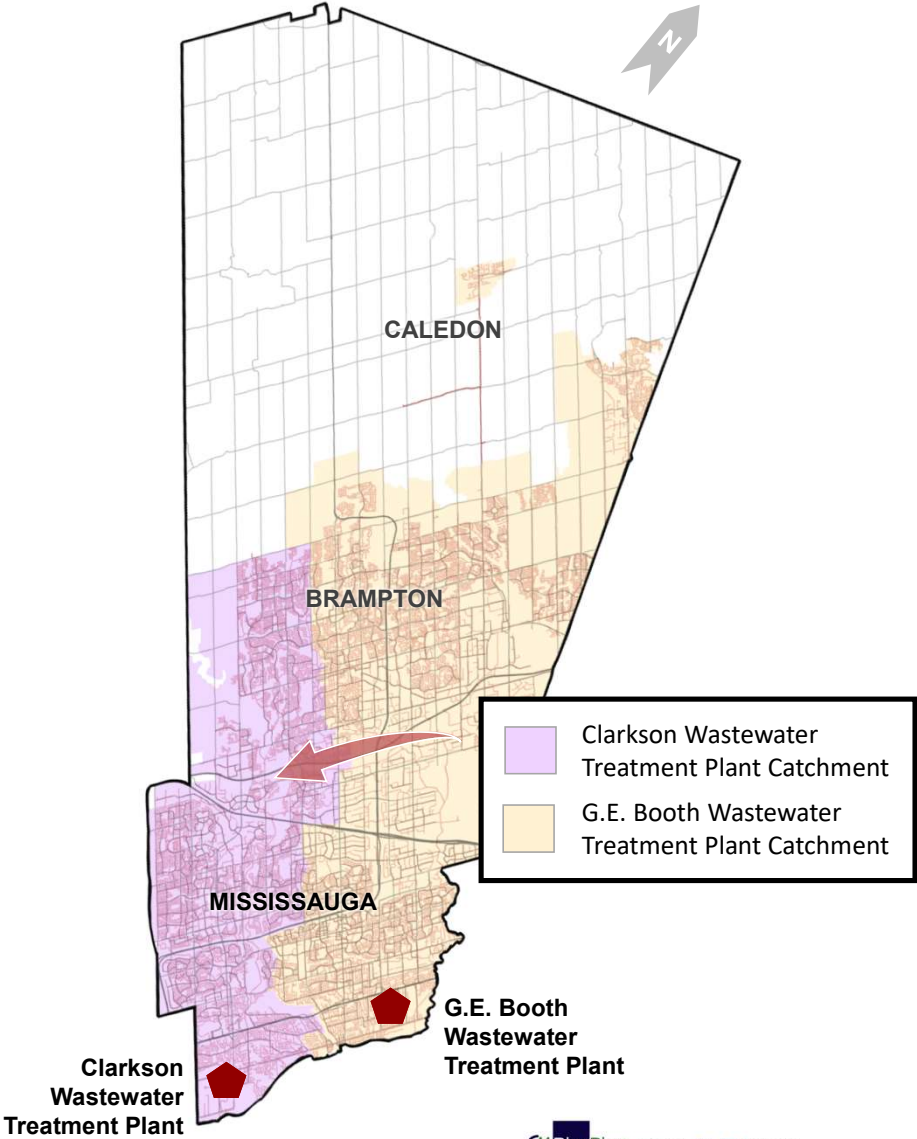 N
CALEDON
BRAMPTON
Clarkson Wastewater
Treatment Plant Catchment
G.E. Booth Wastewater
Treatment Plant Catchment
MISSISSAUGA
G.E. Booth
Wastewater
Treatment Plant
Clarkson
Wastewater
Treatment Plant